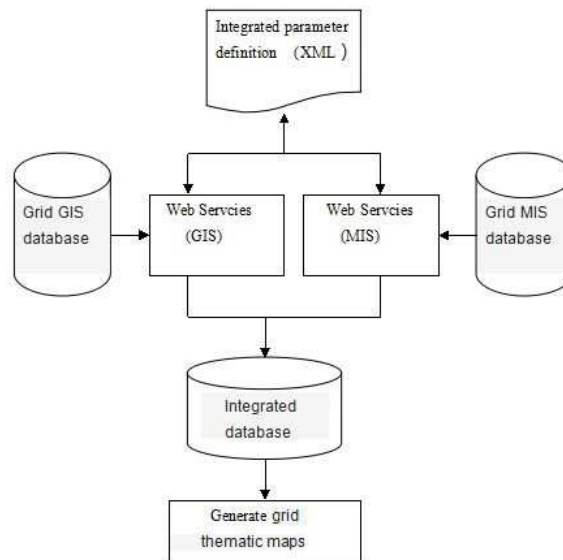 Integrated parameter
definition （XML ）
Grid GIS
database
Web Servcies
(GIS)
Web Servcies
(MIS)
Grid MIS
database
Integrated
database
Generate grid
thematic maps